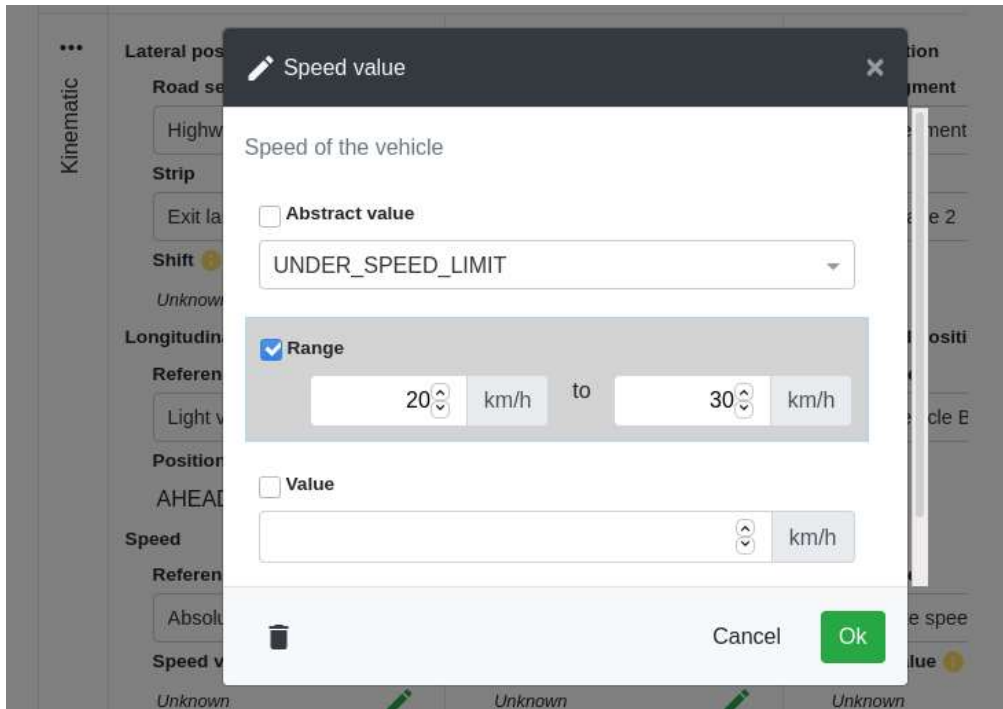 Speed value
Speed of the vehicle
Abstract value
UNDER_SPEED_LIMIT
Range
20 km/h to 30 km/h
Value
km/h
Cancel Ok
Kinematic
Lateral pos tion
Road se gment
Highw ment
Strip
Exit la e 2
Shift
Unknow
Longitudin ositi
Referen
Light v cle B
Position
AHEAD
Speed
Referen
Absolu e spee
Speed v lue
Unknown Unknown Unknown